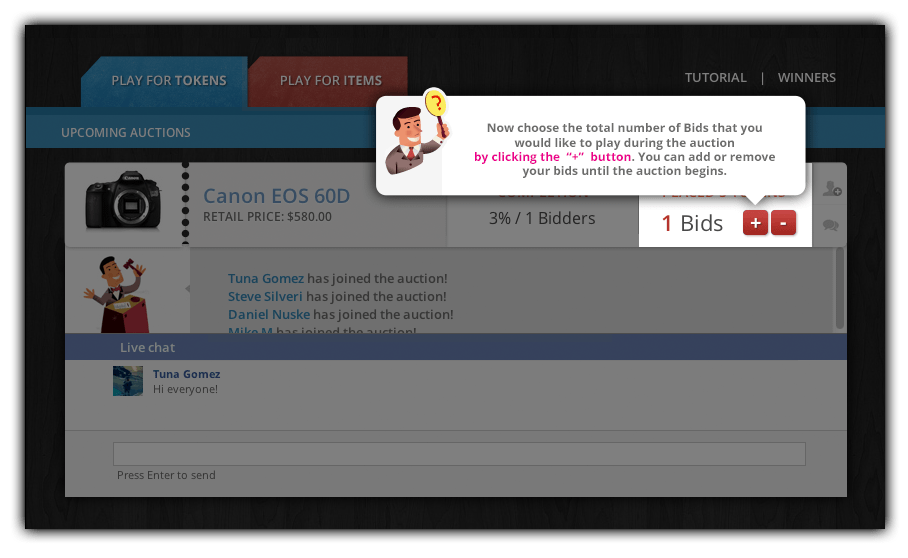 PLAY FOR TOKENS
PLAY FOR ITEMS
TUTORIAL | WINNERS
UPCOMING AUCTIONS
?
Now choose the total number of Bids that you
would like to play during the auction
by clicking the “+” button. You can add or remove
your bids until the auction begins.
Canon EOS 60D
RETAIL PRICE: $580.00
3% / 1 Bidders
1 Bids + -
Tuna Gomez has joined the auction!
Steve Silveri has joined the auction!
Daniel Nuske has joined the auction!
Mike M has joined the auction!
Live chat
Tuna Gomez
Hi everyone!
Press Enter to send